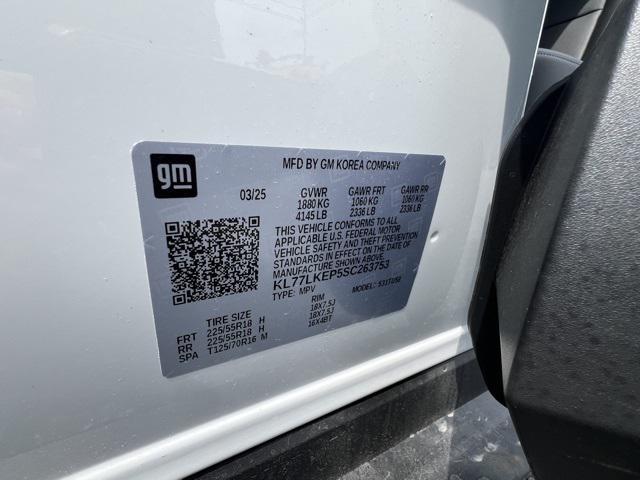 MFD BY GM KOREA COMPANY
gm
03/25 GVWR GAWR FRT GAWR RR
1880 KG 1060 KG 1060 KG
4145 LB 2336 LB 2336 LB
THIS VEHICLE CONFORMS TO ALL
APPLICABLE U.S. FEDERAL MOTOR
VEHICLE SAFETY AND THEFT PREVENTION
STANDARDS IN EFFECT ON THE DATE OF
MANUFACTURE SHOWN ABOVE.
KL77LKEP5SC263753
TYPE: MPV MODEL:
TIRE SIZE RIM
FRT 225/55R18 H 18X7.5J
RR 225/55R18 H 18X7.5J
SPA T125/70R16 M 16X4BT